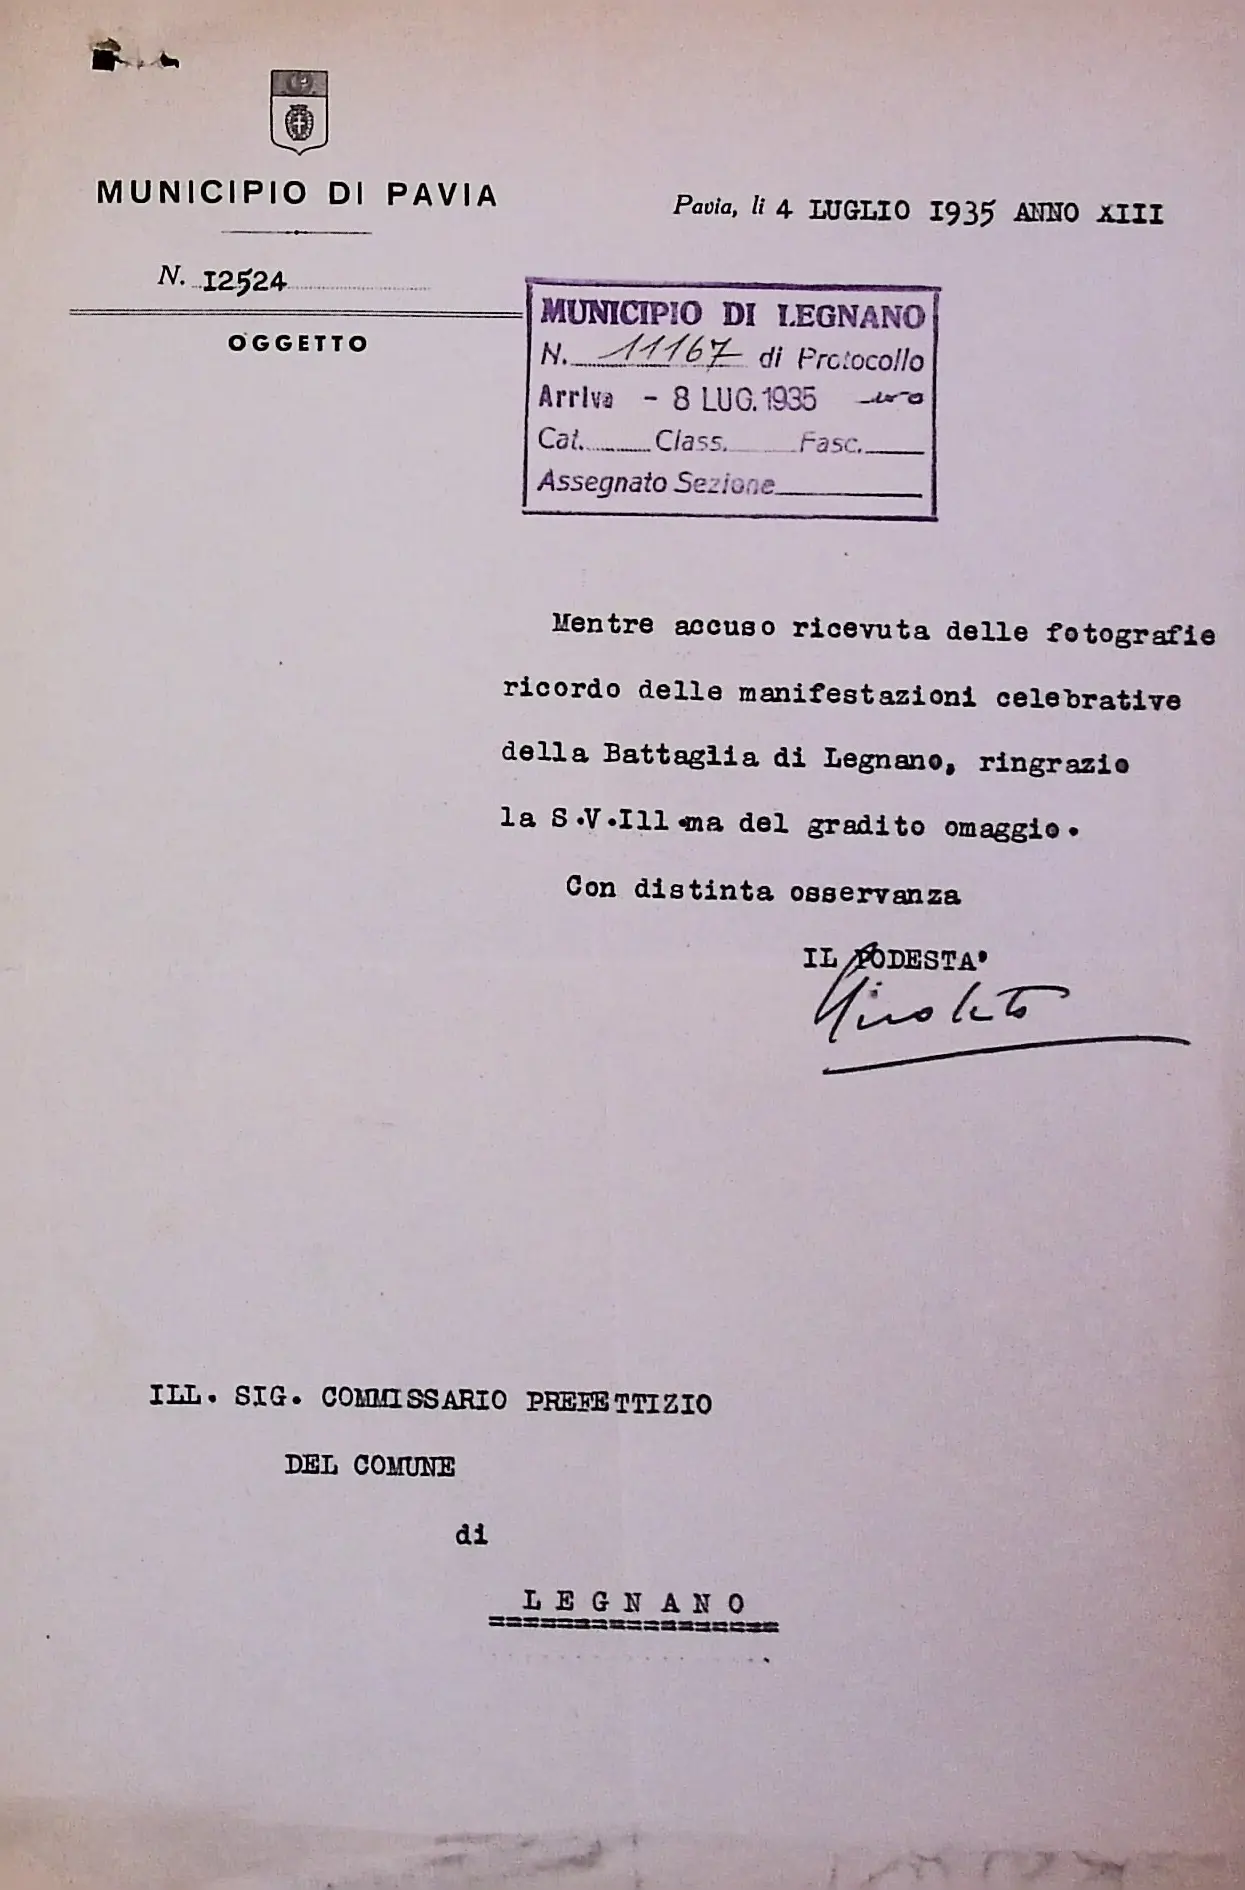 MUNICIPIO DI PAVIA
Pavia, li 4 LUGLIO 1935 ANNO XIII
N. 12524
OGGETTO
MUNICIPIO DI LEGNANO
N. 11167 di Protocollo
Arriva - 8 LUG. 1935
Cat. Class. Fasc.
Assegnato Sezione
Mentre accuso ricevuta delle fotografie
ricordo delle manifestazioni celebrative
della Battaglia di Legnano, ringrazio
la S.V.Ill.ma del gradito omaggio.
Con distinta osservanza
IL PODESTA'
ILL. SIG. COMMISSARIO PREFETTIZIO
DEL COMUNE
di
LEGNANO